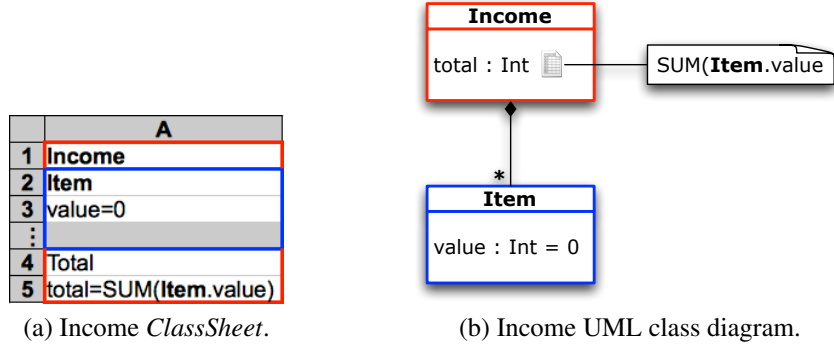 A
1 Income
2 Item
3 value=0
⋮
4 Total
5 total=SUM(Item.value)
(a) Income ClassSheet.
Income
total : Int
SUM(Item.value
*
Item
value : Int = 0
(b) Income UML class diagram.